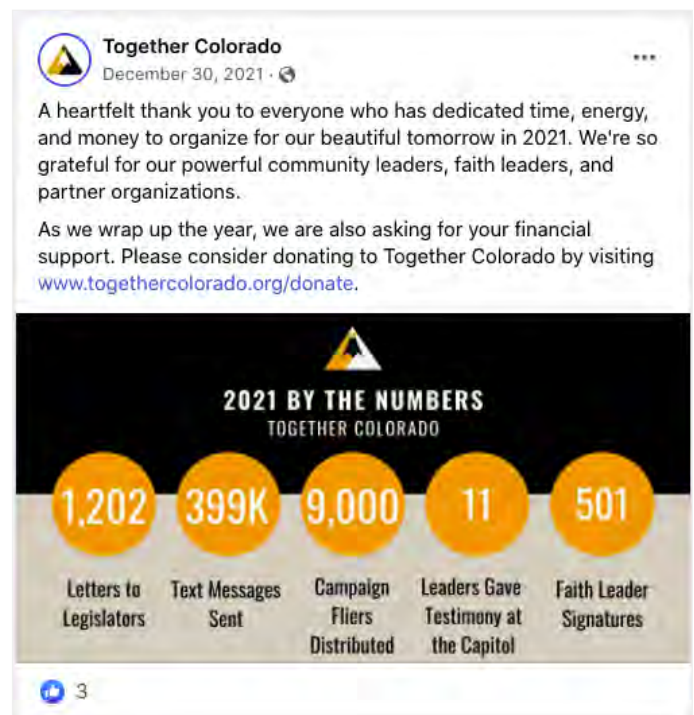 Together Colorado
December 30, 2021 ·
A heartfelt thank you to everyone who has dedicated time, energy,
and money to organize for our beautiful tomorrow in 2021. We're so
grateful for our powerful community leaders, faith leaders, and
partner organizations.
As we wrap up the year, we are also asking for your financial
support. Please consider donating to Together Colorado by visiting
www.togethercolorado.org/donate.
2021 BY THE NUMBERS
TOGETHER COLORADO
1,202 399K 9,000 11 501
Letters to Text Messages Campaign Leaders Gave Faith Leader
Legislators Sent Fliers Testimony at Signatures
Distributed the Capitol
3